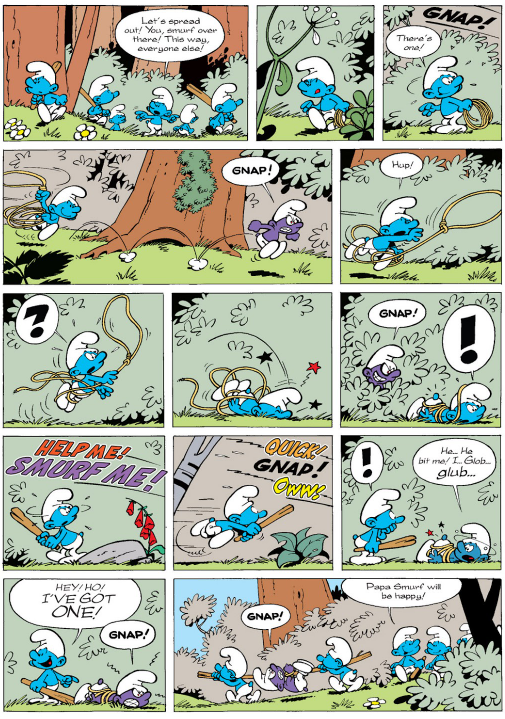 Let's spread
out! You, smurf over
there! This way,
everyone else!
GNAP!
There's
one!
GNAP!
Hup!
?
GNAP!
!
HELP ME!
SMURF ME!
QUICK!
GNAP!
OWW!
!
He... He
bit me! I... Glob...
glub...
HEY! HO!
I'VE GOT
ONE!
GNAP!
GNAP!
Papa Smurf will
be happy!